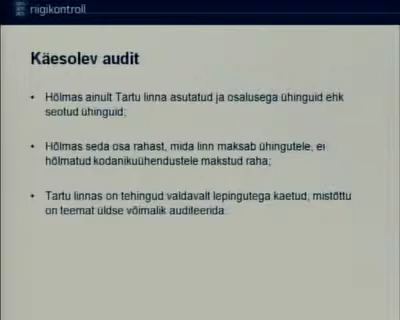 riigikontroll
Käesolev audit
• Hõlmas ainult Tartu linna asutatud ja osalusega ühinguid ehk
seotud ühinguid;
• Hõlmas seda osa rahast, mida linn maksab ühingutele, ei
hõlmatud kodanikuühendustele makstud raha;
• Tartu linnas on tehingud valdavalt lepingutega kaetud, mistõttu
on teemat üldse võimalik auditeerida.